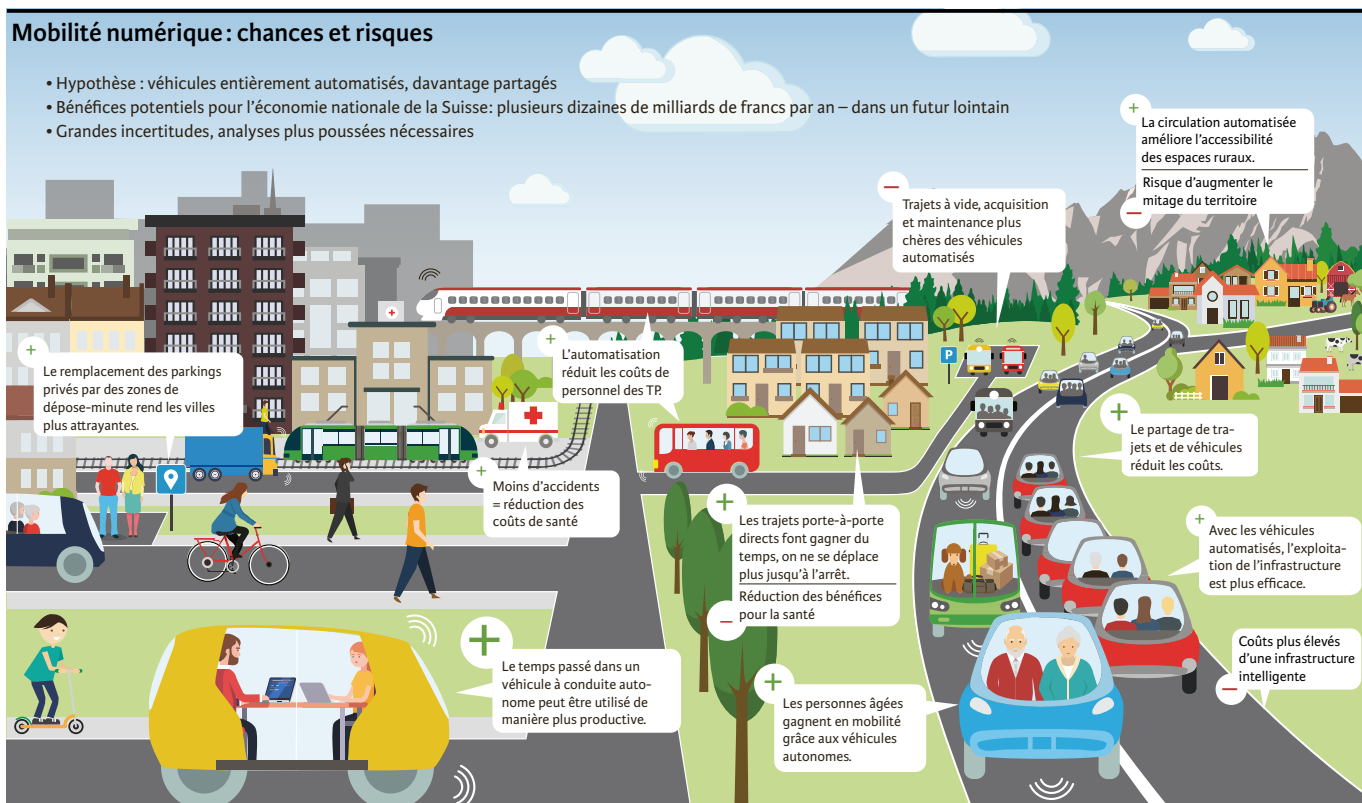 Mobilité numérique : chances et risques
• Hypothèse : véhicules entièrement automatisés, davantage partagés
• Bénéfices potentiels pour l'économie nationale de la Suisse: plusieurs dizaines de milliards de francs par an – dans un futur lointain
• Grandes incertitudes, analyses plus poussées nécessaires
+
La circulation automatisée
améliore l'accessibilité
des espaces ruraux.
Risque d'augmenter le
mitage du territoire
–
–
Trajets à vide, acquisition
et maintenance plus
chères des véhicules
automatisés
+
Le remplacement des parkings
privés par des zones de
dépose-minute rend les villes
plus attrayantes.
+
L'automatisation
réduit les coûts de
personnel des TP.
P
+
Le partage de tra-
jets et de véhicules
réduit les coûts.
+
Moins d'accidents
= réduction des
coûts de santé
+
Les trajets porte-à-porte
directs font gagner du
temps, on ne se déplace
plus jusqu'à l'arrêt.
Réduction des bénéfices
pour la santé
–
+
Avec les véhicules
automatisés, l'exploita-
tion de l'infrastructure
est plus efficace.
+
Le temps passé dans un
véhicule à conduite auto-
nome peut être utilisé de
manière plus productive.
+
Les personnes âgées
gagnent en mobilité
grâce aux véhicules
autonomes.
Coûts plus élevés
d'une infrastructure
intelligente
–